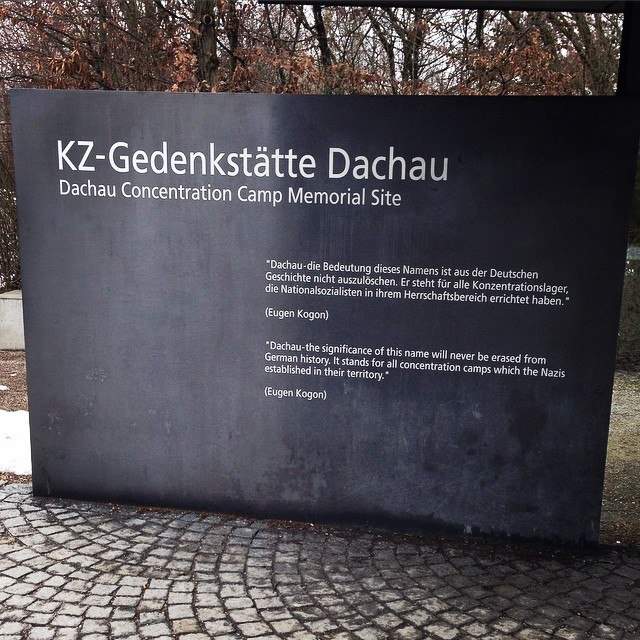 KZ-Gedenkstätte Dachau
Dachau Concentration Camp Memorial Site
"Dachau-die Bedeutung dieses Namens ist aus der Deutschen
Geschichte nicht auszulöschen. Er steht für alle Konzentrationslager,
die Nationalsozialisten in ihrem Herrschaftsbereich errichtet haben."
(Eugen Kogon)
"Dachau-the significance of this name will never be erased from
German history. It stands for all concentration camps which the Nazis
established in their territory."
(Eugen Kogon)